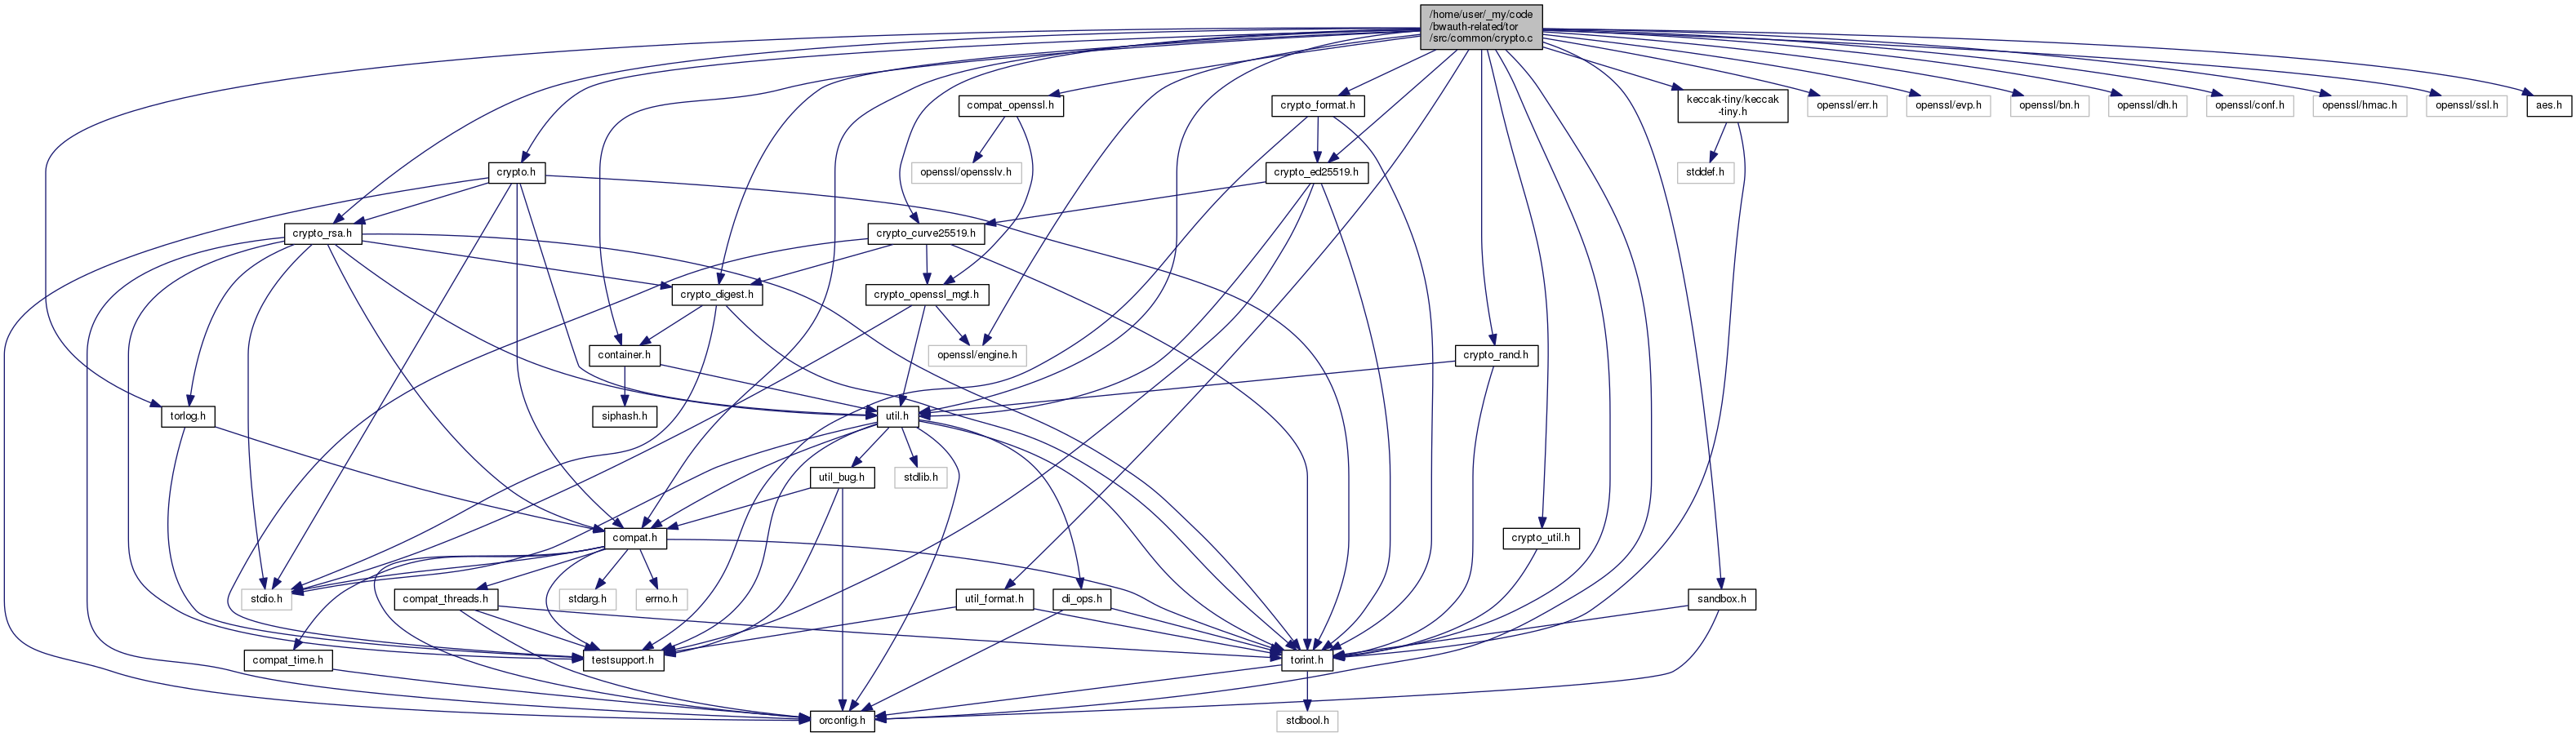 /home/user/_my/code
/bwauth-related/tor
/src/common/crypto.c
compat_openssl.h
crypto_format.h
keccak-tiny/keccak
-tiny.h
openssl/err.h
openssl/evp.h
openssl/bn.h
openssl/dh.h
openssl/conf.h
openssl/hmac.h
openssl/ssl.h
aes.h
crypto.h
openssl/opensslv.h
crypto_ed25519.h
stddef.h
crypto_rsa.h
crypto_curve25519.h
crypto_digest.h
crypto_openssl_mgt.h
container.h
openssl/engine.h
crypto_rand.h
torlog.h
siphash.h
util.h
util_bug.h
stdlib.h
compat.h
crypto_util.h
stdio.h
compat_threads.h
stdarg.h
errno.h
util_format.h
di_ops.h
sandbox.h
compat_time.h
testsupport.h
torint.h
orconfig.h
stdbool.h